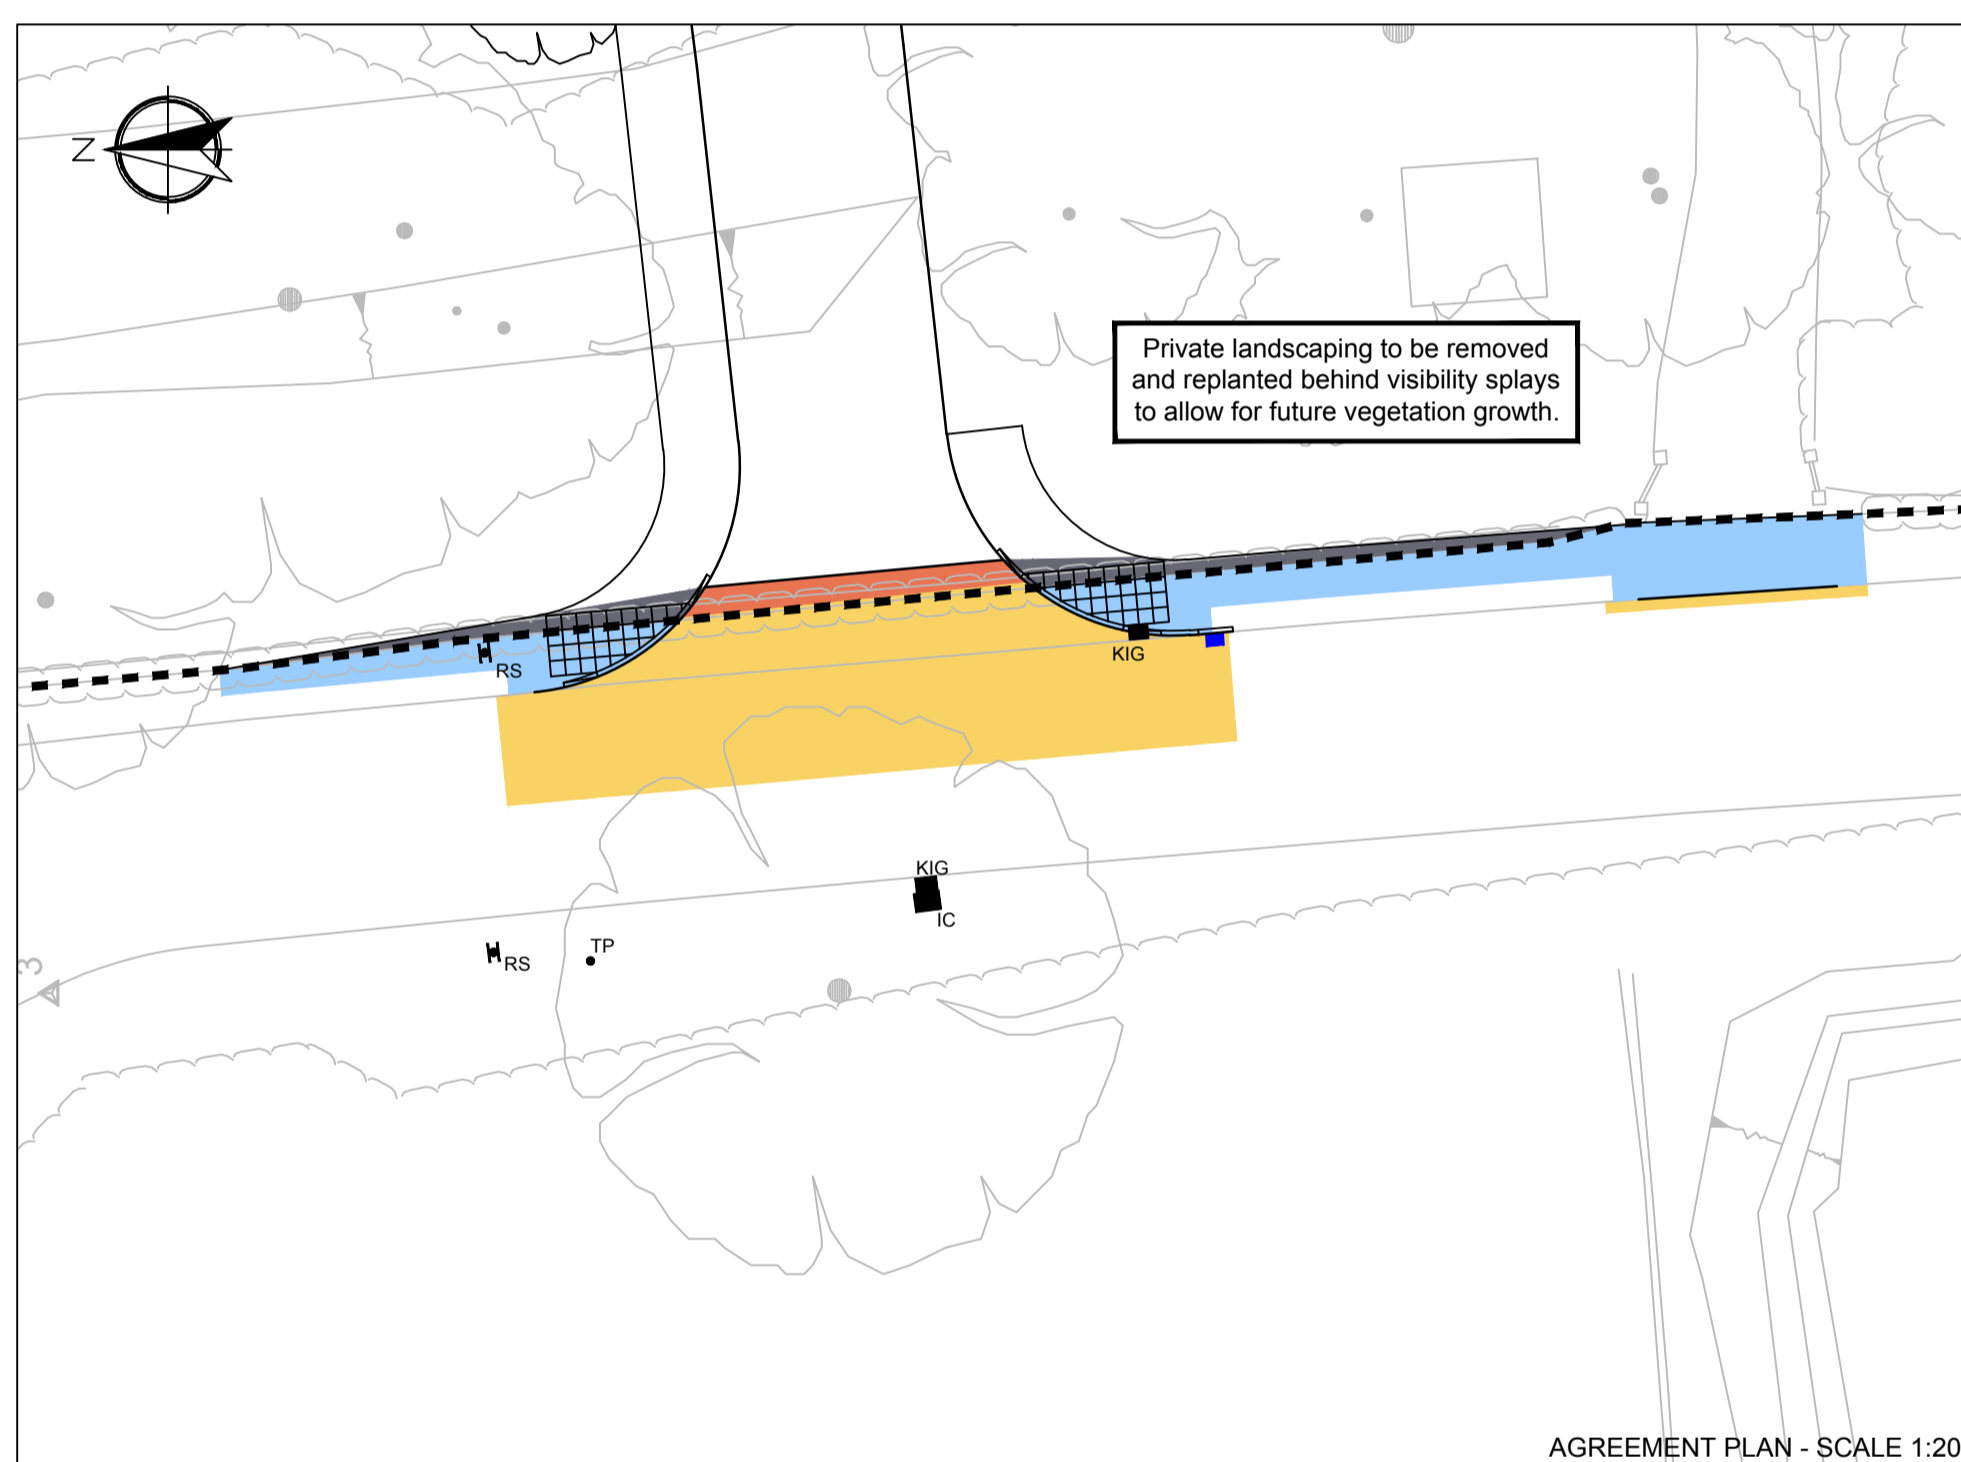 N
Private landscaping to be removed
and replanted behind visibility splays
to allow for future vegetation growth.
RS
KIG
KIG
IC
TP
RS
3
AGREEMENT PLAN - SCALE 1:20